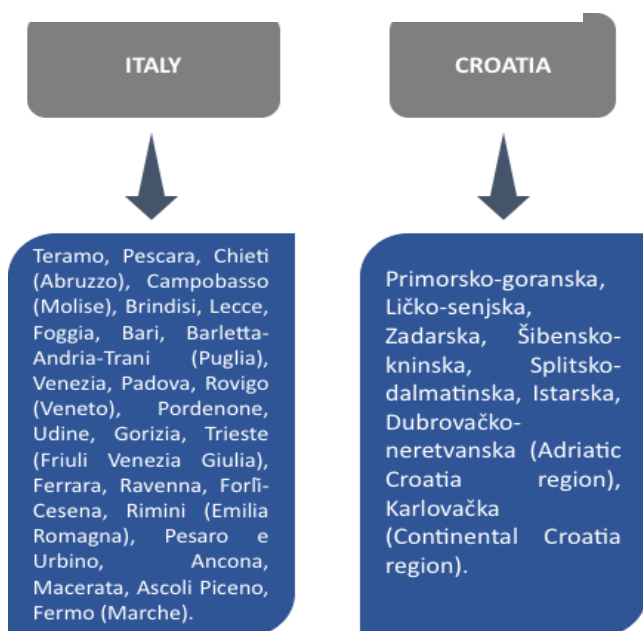 ITALY
Teramo, Pescara, Chieti
(Abruzzo), Campobasso
(Molise), Brindisi, Lecce,
Foggia, Bari, Barletta-
Andria-Trani (Puglia),
Venezia, Padova, Rovigo
(Veneto), Pordenone,
Udine, Gorizia, Trieste
(Friuli Venezia Giulia),
Ferrara, Ravenna, Forlì-
Cesena, Rimini (Emilia
Romagna), Pesaro e
Urbino, Ancona,
Macerata, Ascoli Piceno,
Fermo (Marche).
CROATIA
Primorsko-goranska,
Ličko-senjska,
Zadarska, Šibensko-
kninska, Splitsko-
dalmatinska, Istarska,
Dubrovačko-
neretvanska (Adriatic
Croatia region),
Karlovačka
(Continental Croatia
region).